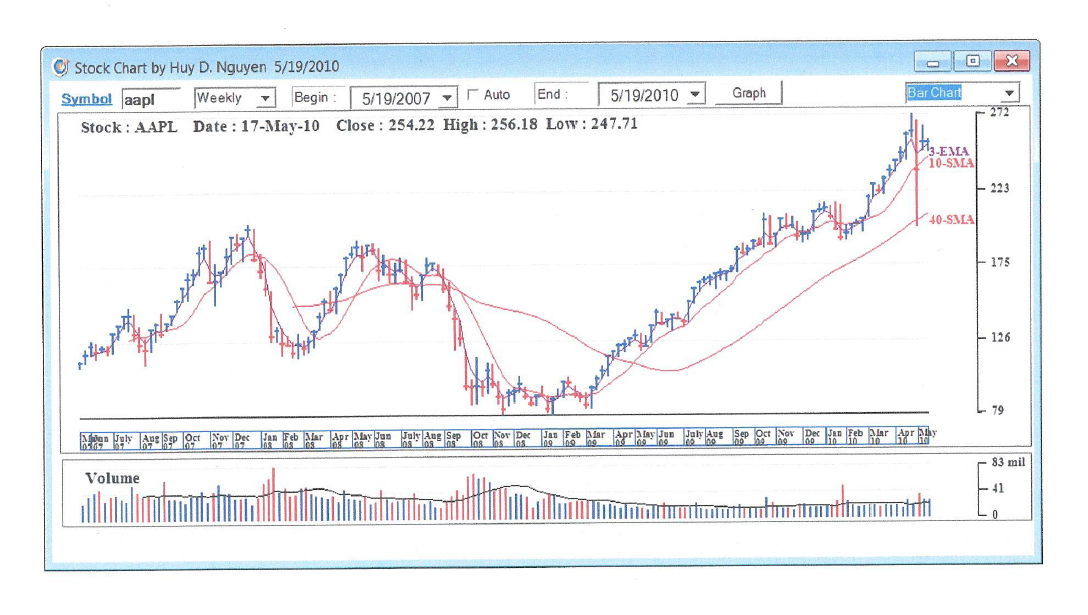 Stock Chart by Huy D. Nguyen 5/19/2010
Symbol aapl Weekly Begin : 5/19/2007 Auto End : 5/19/2010 Graph Bar Chart
Stock : AAPL Date : 17-May-10 Close : 254.22 High : 256.18 Low : 247.71
272
3-EMA
10-SMA
223
40-SMA
175
126
79
Jun July Aug Sep Oct Nov Dec Jan Feb Mar Apr May Jun July Aug Sep Oct Nov Dec Jan Feb Mar Apr May Jun July Aug Sep Oct Nov Dec Jan Feb Mar Apr May
07 07 07 07 07 07 07 08 08 08 08 08 08 08 08 08 08 08 08 09 09 09 09 09 09 09 09 09 09 09 09 10 10 10 10 10
Volume
83 mil
41
0